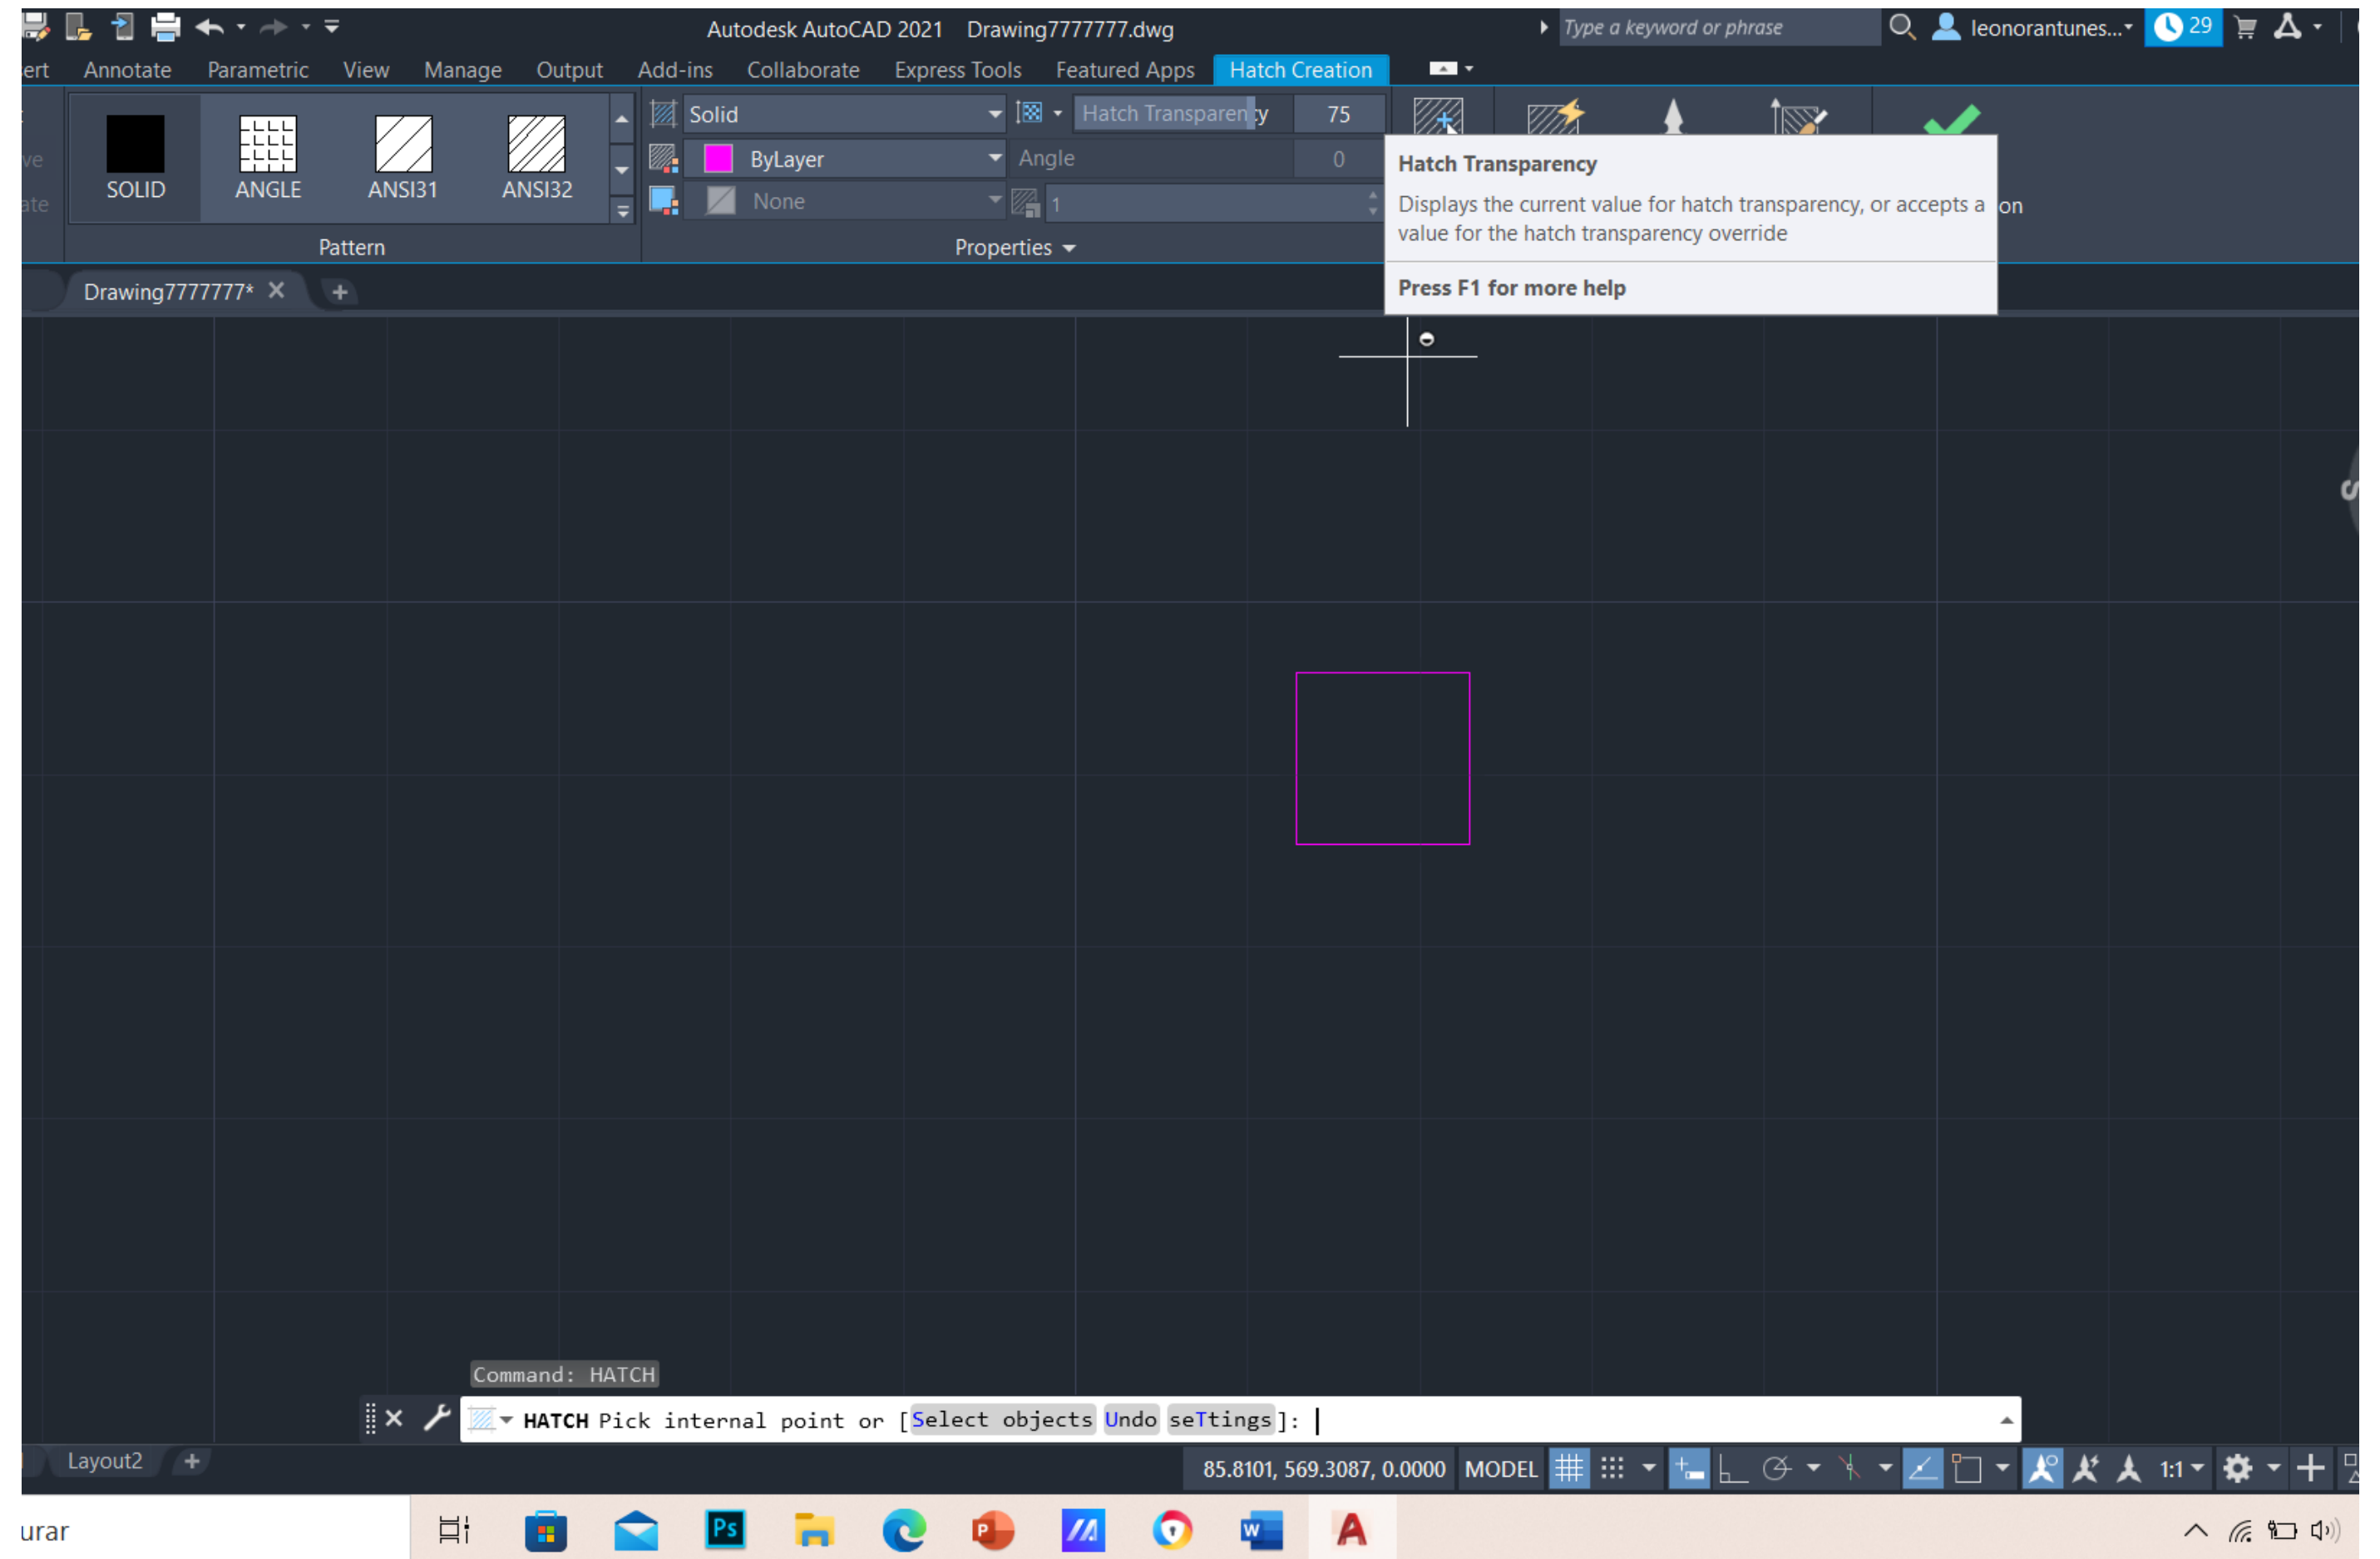 Autodesk AutoCAD 2021 Drawing7777777.dwg Type a keyword or phrase leonorantunes... 29
ert Annotate Parametric View Manage Output Add-ins Collaborate Express Tools Featured Apps Hatch Creation
Solid Hatch Transparency 75
ve ByLayer Angle 0
SOLID ANGLE ANSI31 ANSI32
ate None 1
Pattern Properties
Hatch Transparency
Displays the current value for hatch transparency, or accepts a on
value for the hatch transparency override
Press F1 for more help
Drawing7777777*
S
Command: HATCH
HATCH Pick internal point or [Select objects Undo seTtings]:
Layout2 85.8101, 569.3087, 0.0000 MODEL 1:1
urar Ps P W A